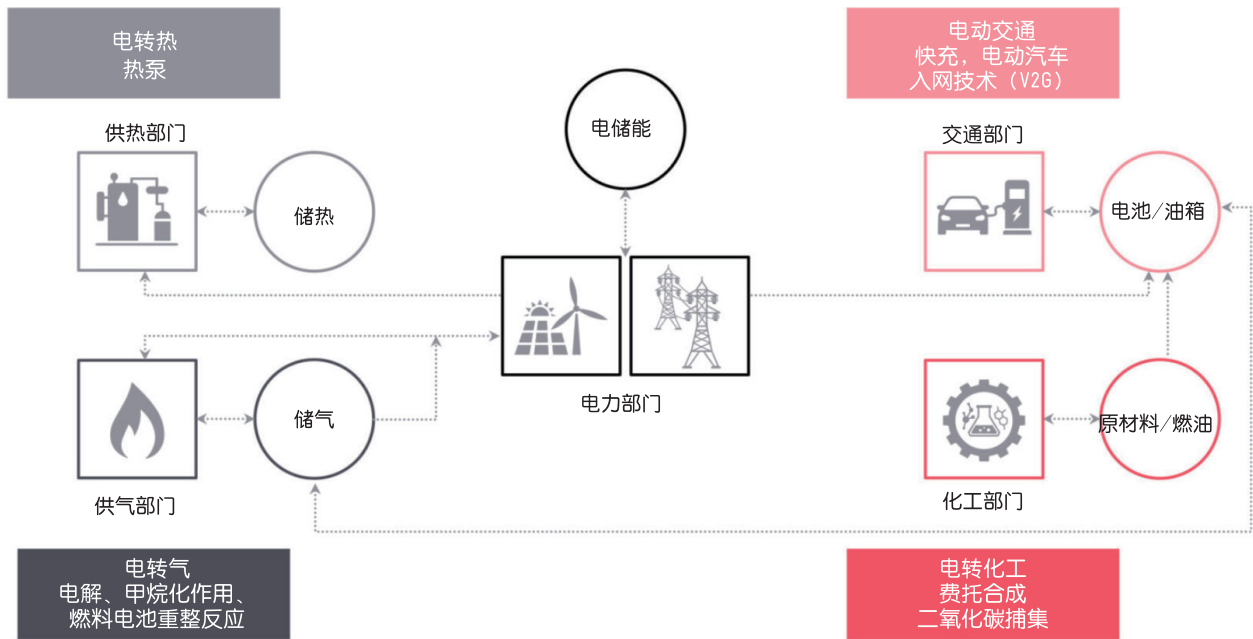 电转热
热泵
供热部门
储热
电储能
电动交通
快充，电动汽车
入网技术（V2G）
交通部门
电池/油箱
电力部门
储气
供气部门
电转气
电解、甲烷化作用、
燃料电池重整反应
原材料/燃油
化工部门
电转化工
费托合成
二氧化碳捕集